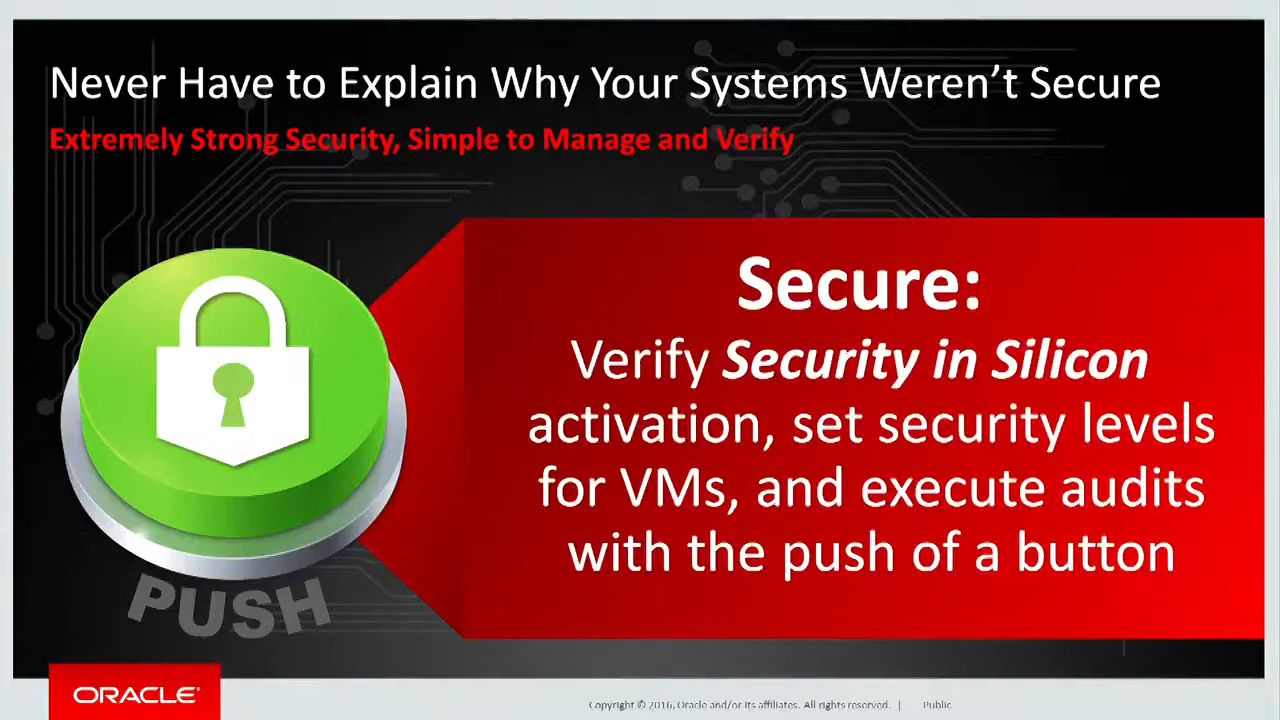 Never Have to Explain Why Your Systems Weren’t Secure
Extremely Strong Security, Simple to Manage and Verify
Secure:
Verify Security in Silicon
activation, set security levels
for VMs, and execute audits
with the push of a button
PUSH
ORACLE®
Copyright © 2016, Oracle and/or its affiliates. All rights reserved. | Public